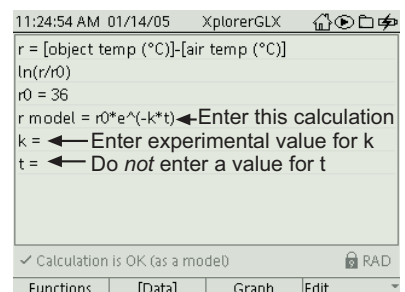 11:24:54 AM 01/14/05 XplorerGLX
r = [object temp (°C)]-[air temp (°C)]
ln(r/r0)
r0 = 36
r model = r0*e^(-k*t) Enter this calculation
k = Enter experimental value for k
t = Do not enter a value for t
✓ Calculation is OK (as a model) RAD
Functions [Data] Graph Edit